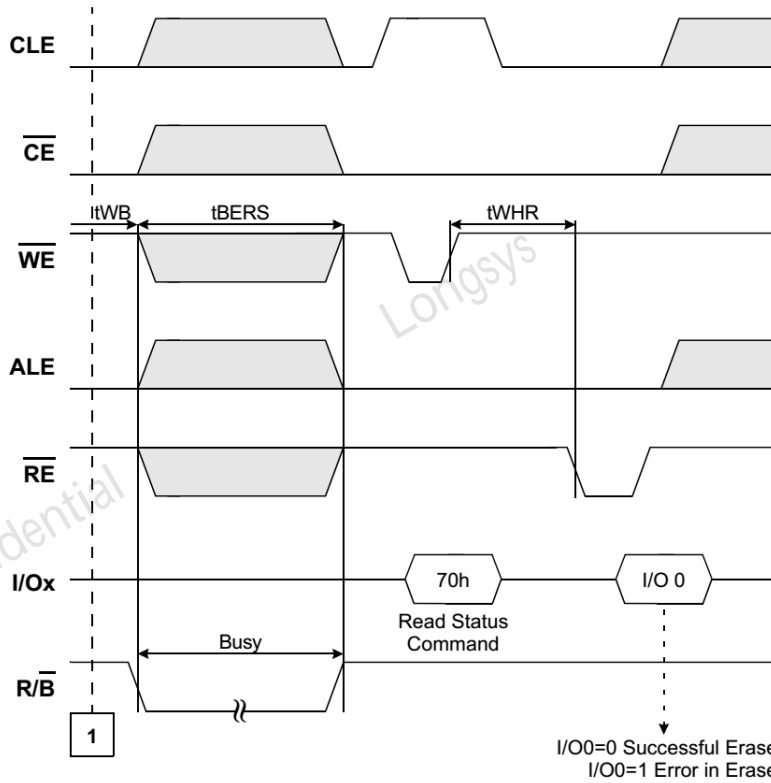 CLE
CE
tWB
tBERS
tWHR
WE
Longsys
ALE
RE
dential
I/Ox
70h
I/O 0
Read Status
Command
Busy
R/B
1
I/O0=0 Successful Erase
I/O0=1 Error in Erase